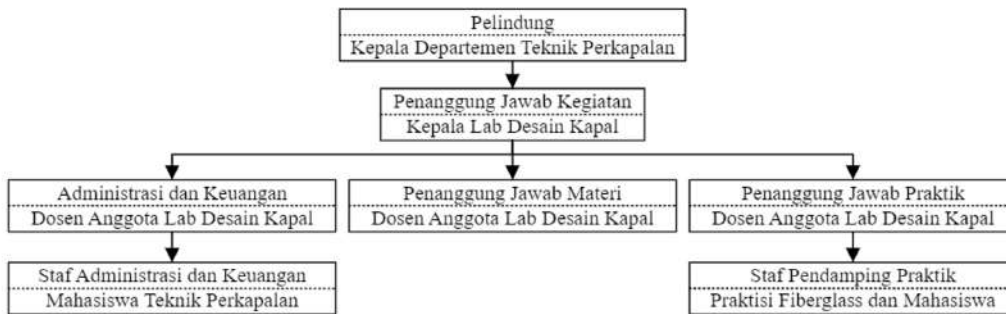 Pelindung
Kepala Departemen Teknik Perkapalan
Penanggung Jawab Kegiatan
Kepala Lab Desain Kapal
Administrasi dan Keuangan
Dosen Anggota Lab Desain Kapal
Penanggung Jawab Materi
Dosen Anggota Lab Desain Kapal
Penanggung Jawab Praktik
Dosen Anggota Lab Desain Kapal
Staf Administrasi dan Keuangan
Mahasiswa Teknik Perkapalan
Staf Pendamping Praktik
Praktisi Fiberglass dan Mahasiswa